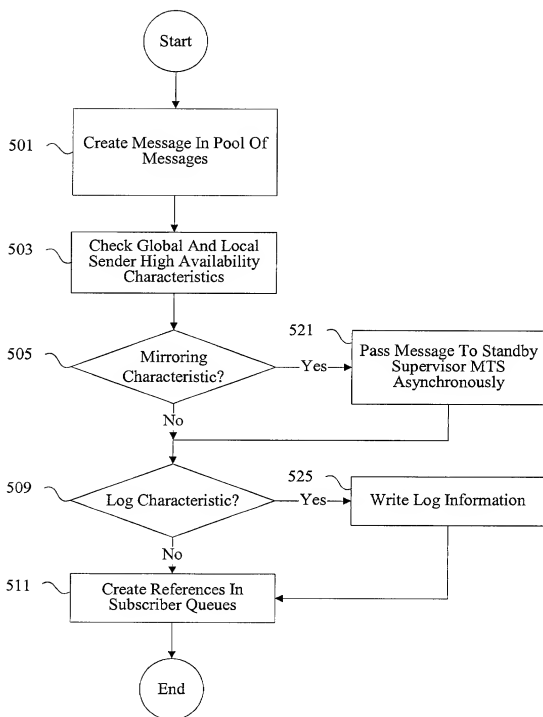 Start
501
Create Message In Pool Of
Messages
503
Check Global And Local
Sender High Availability
Characteristics
505
Mirroring
Characteristic?
Yes
521
Pass Message To Standby
Supervisor MTS
Asynchronously
No
509
Log Characteristic?
Yes
525
Write Log Information
No
511
Create References In
Subscriber Queues
End